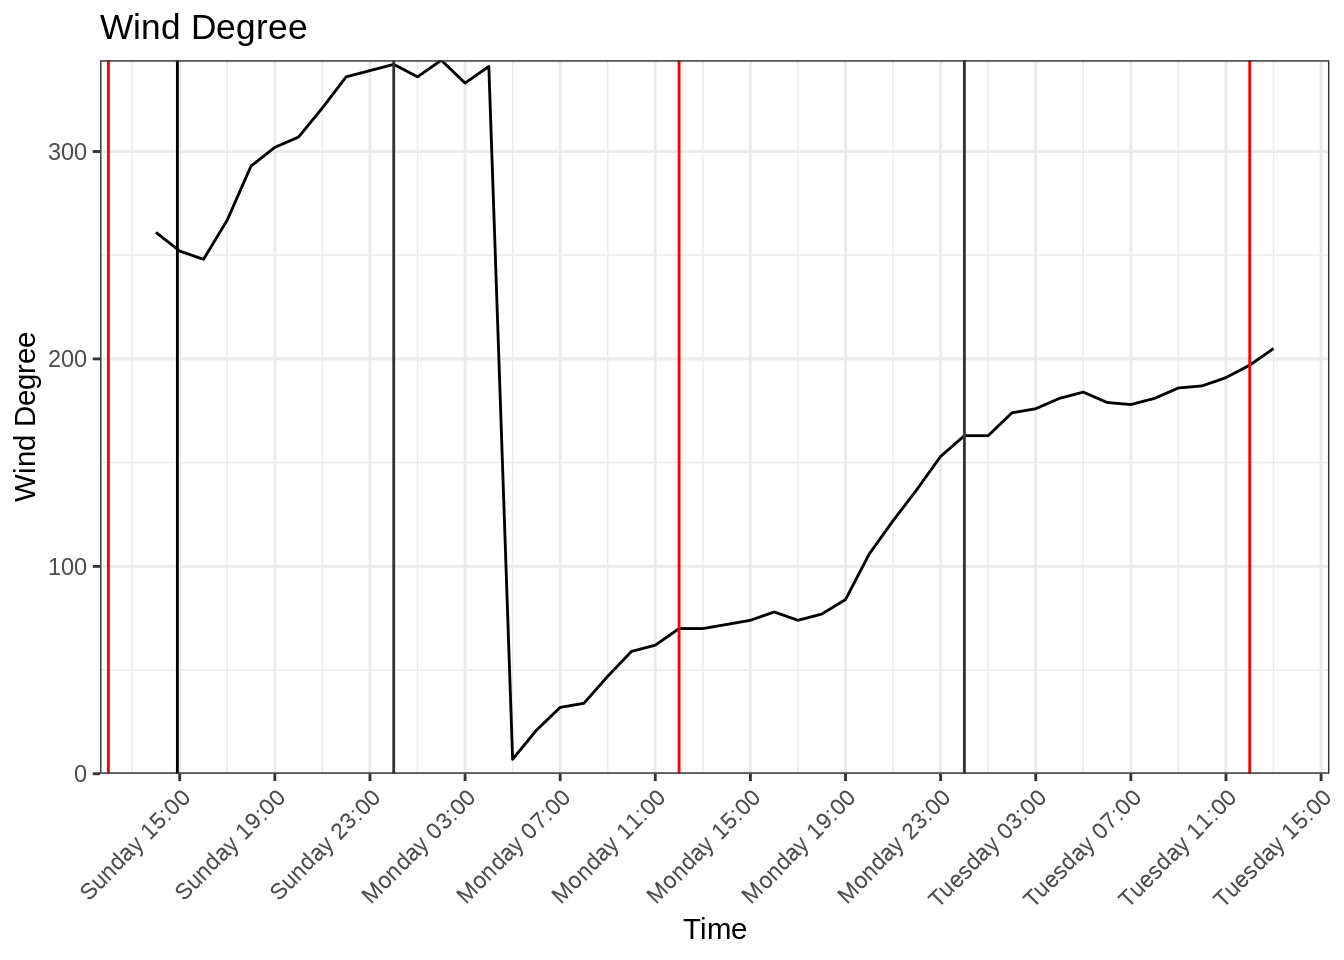 Wind Degree
Wind Degree
300
200
100
0
Sunday 15:00
Sunday 19:00
Sunday 23:00
Monday 03:00
Monday 07:00
Monday 11:00
Monday 15:00
Monday 19:00
Monday 23:00
Tuesday 03:00
Tuesday 07:00
Tuesday 11:00
Tuesday 15:00
Time